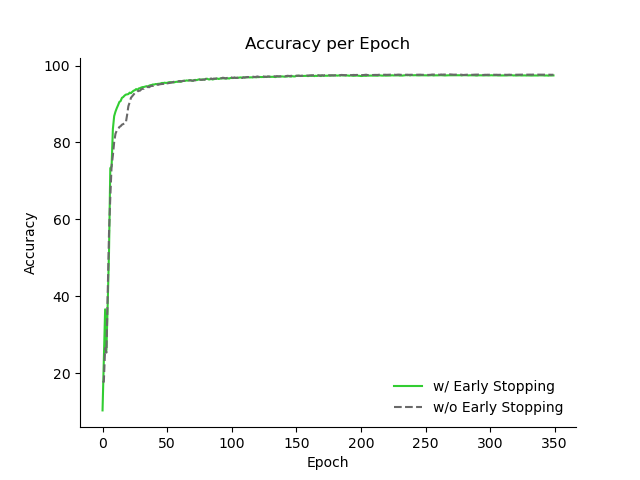 Accuracy per Epoch
100
80
60
40
20
Accuracy
w/ Early Stopping
w/o Early Stopping
0 50 100 150 200 250 300 350
Epoch